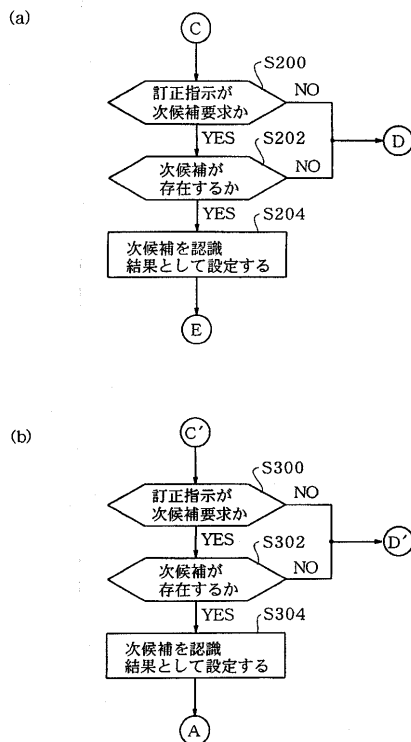 (a)
C
S200
訂正指示が
次候補要求か
NO
YES
S202
D
次候補が
存在するか
NO
YES
S204
次候補を認識
結果として設定する
E
(b)
C′
S300
訂正指示が
次候補要求か
NO
YES
S302
D′
次候補が
存在するか
NO
YES
S304
次候補を認識
結果として設定する
A